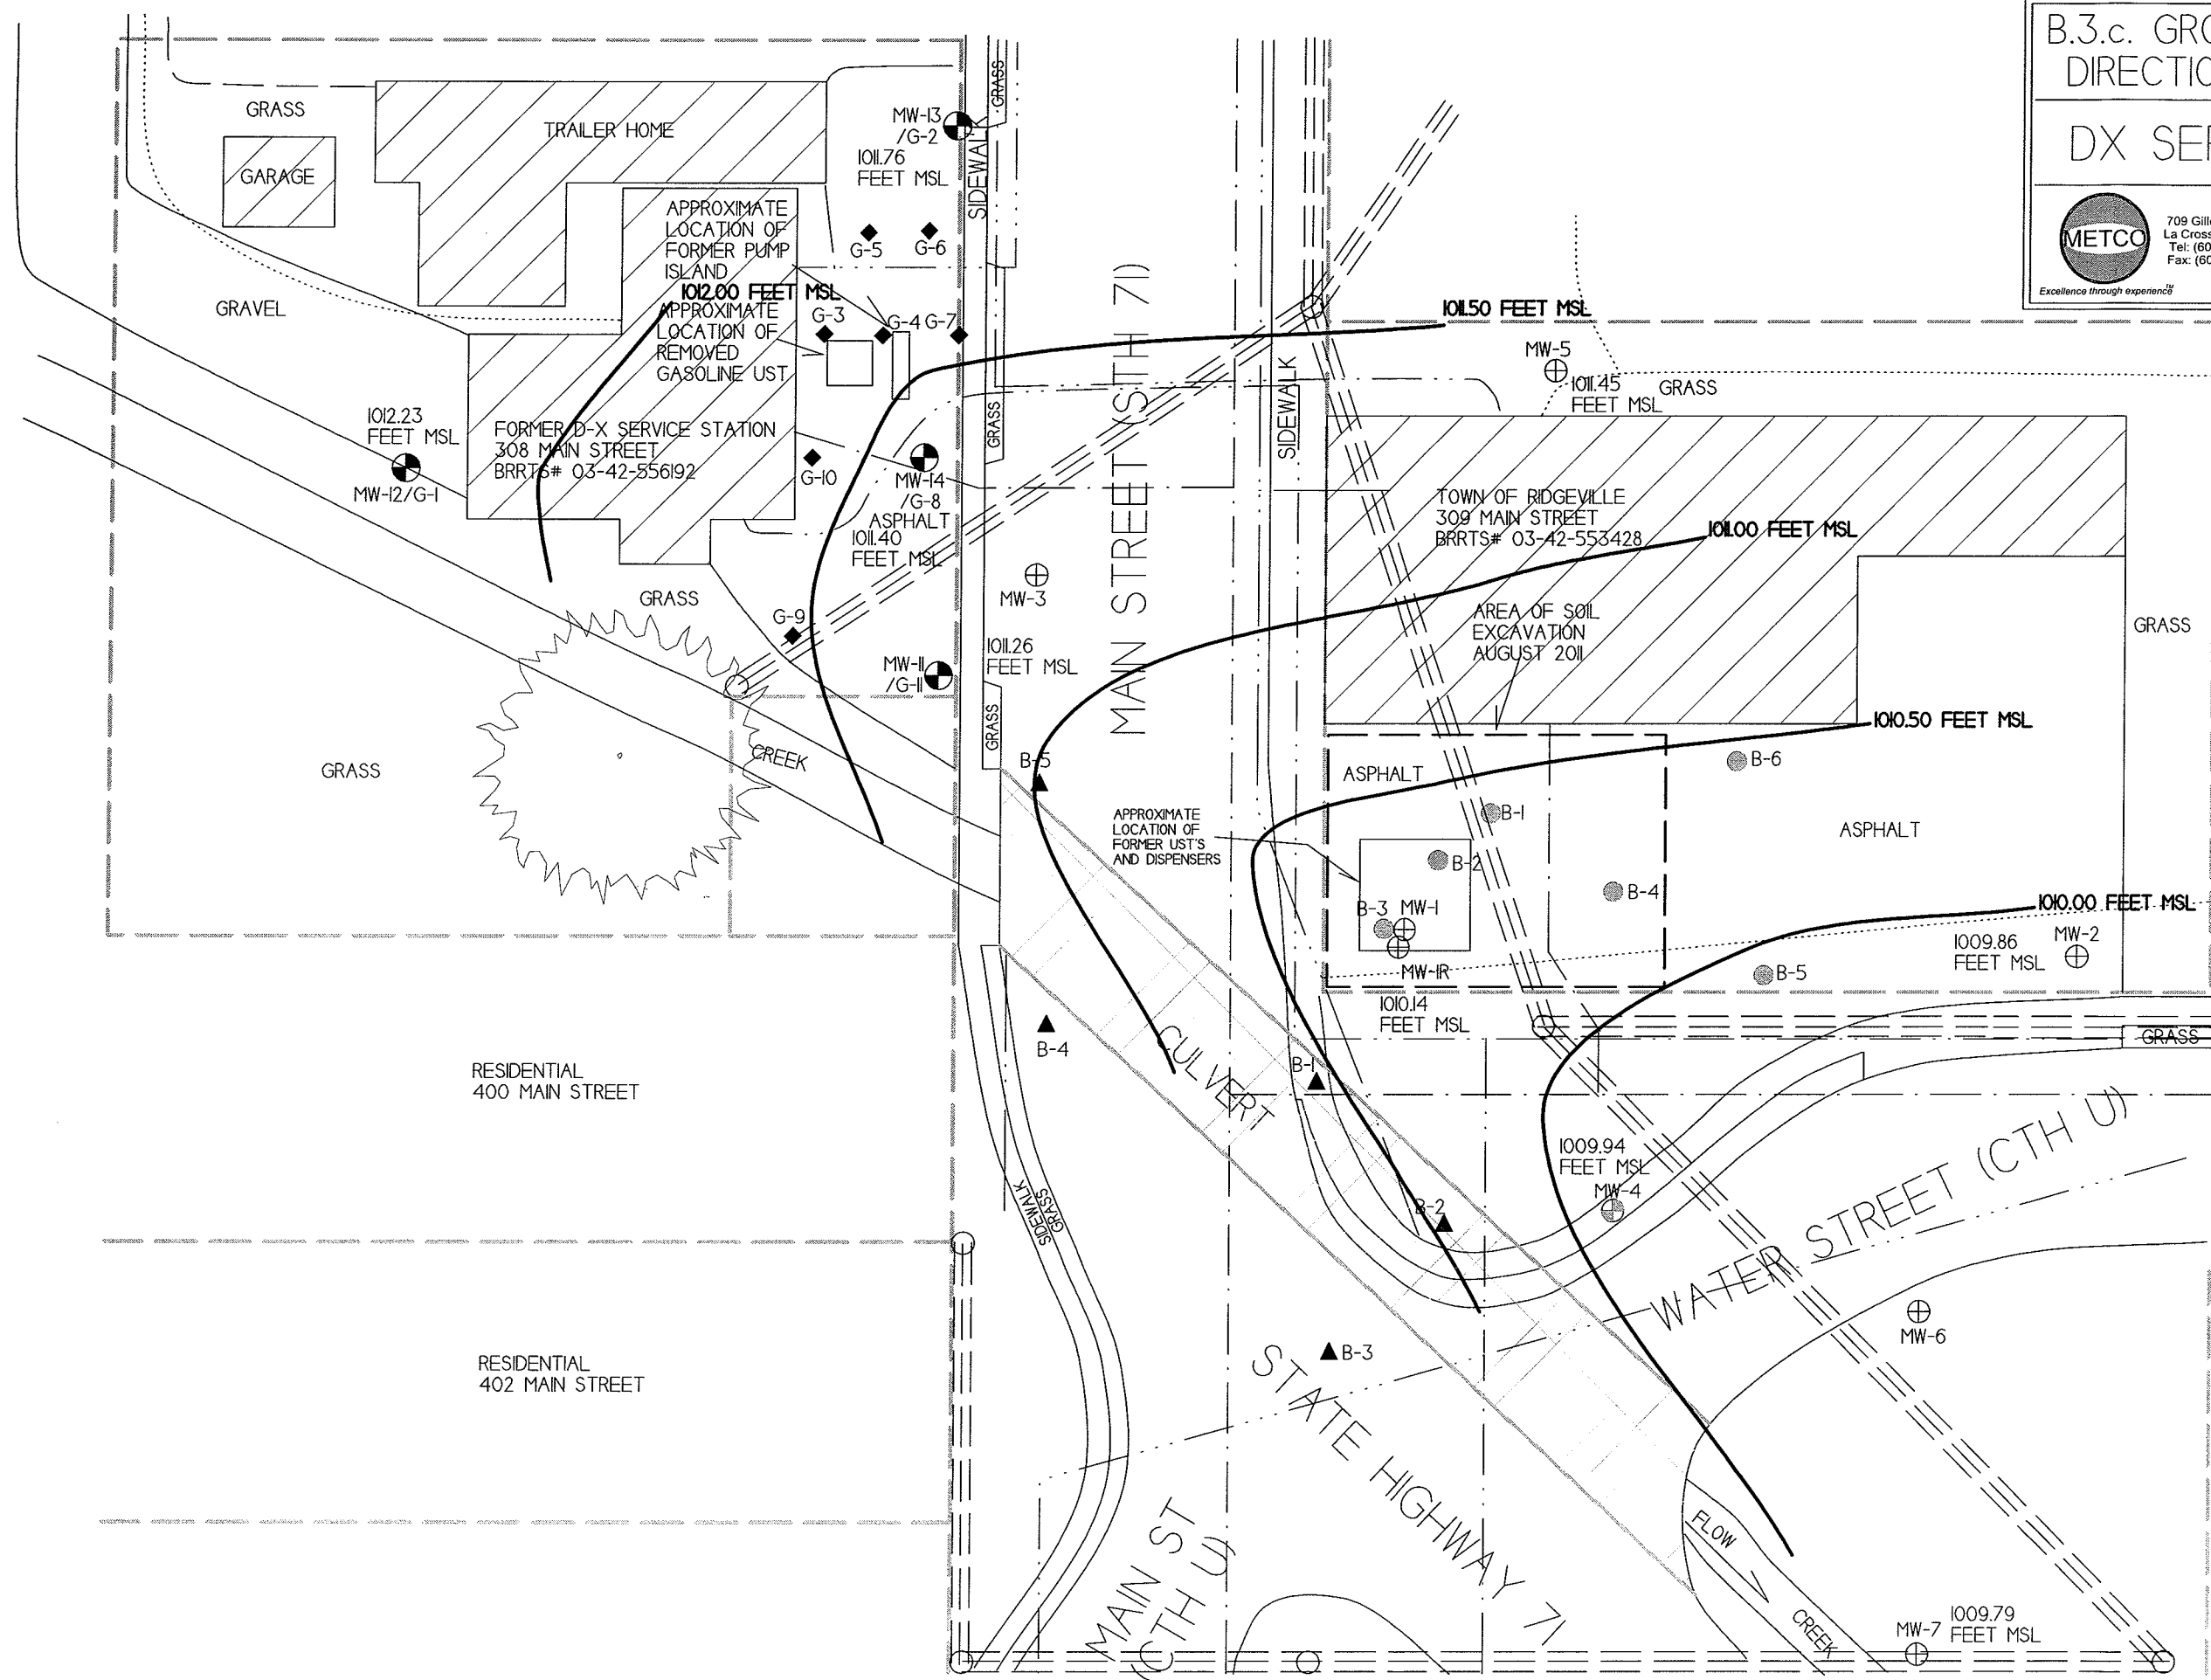 B.3.c.
DX
METCO
709
Tel:
Fax:
Excellence through experience
TM
GRASS
GARAGE
TRAILER HOME
MW-13
/G-2
1011.76
FEET MSL
GRASS
SIDEWALK
G-5
G-6
APPROXIMATE
LOCATION OF
FORMER PUMP
ISLAND
1012.00 FEET MSL
APPROXIMATE
LOCATION OF
REMOVED
GASOLINE UST
G-3
G-4
G-7
GRAVEL
1012.23
FEET MSL
MW-12/G-1
FORMER D-X SERVICE STATION
308 MAIN STREET
BRRTS# 03-42-556192
G-10
MW-14
/G-8
ASPHALT
1011.40
FEET MSL
GRASS
MAIN STREET (STH 71)
SIDEWALK
1011.50 FEET MSL
MW-5
1011.45
FEET MSL
GRASS
TOWN OF RIDGEVILLE
309 MAIN STREET
BRRTS# 03-42-553428
1011.00 FEET MSL
AREA OF SOIL
EXCAVATION
AUGUST 2011
GRASS
MW-3
GRASS
G-9
MW-11
/G-11
1011.26
FEET MSL
GRASS
1010.50 FEET MSL
GRASS
CREEK
B-5
ASPHALT
B-6
APPROXIMATE
LOCATION OF
FORMER UST'S
AND DISPENSERS
B-1
B-2
ASPHALT
B-4
B-3
MW-1
MW-1R
1010.00 FEET MSL
1009.86
FEET MSL
MW-2
B-5
1010.14
FEET MSL
B-4
CULVERT
B-1
GRASS
RESIDENTIAL
400 MAIN STREET
1009.94
FEET MSL
MW-4
WATER STREET (CTH U)
SIDEWALK
GRASS
B-2
MW-6
B-3
RESIDENTIAL
402 MAIN STREET
STATE HIGHWAY 71
MAIN ST
(CTH U)
FLOW
CREEK
MW-7
1009.79
FEET MSL